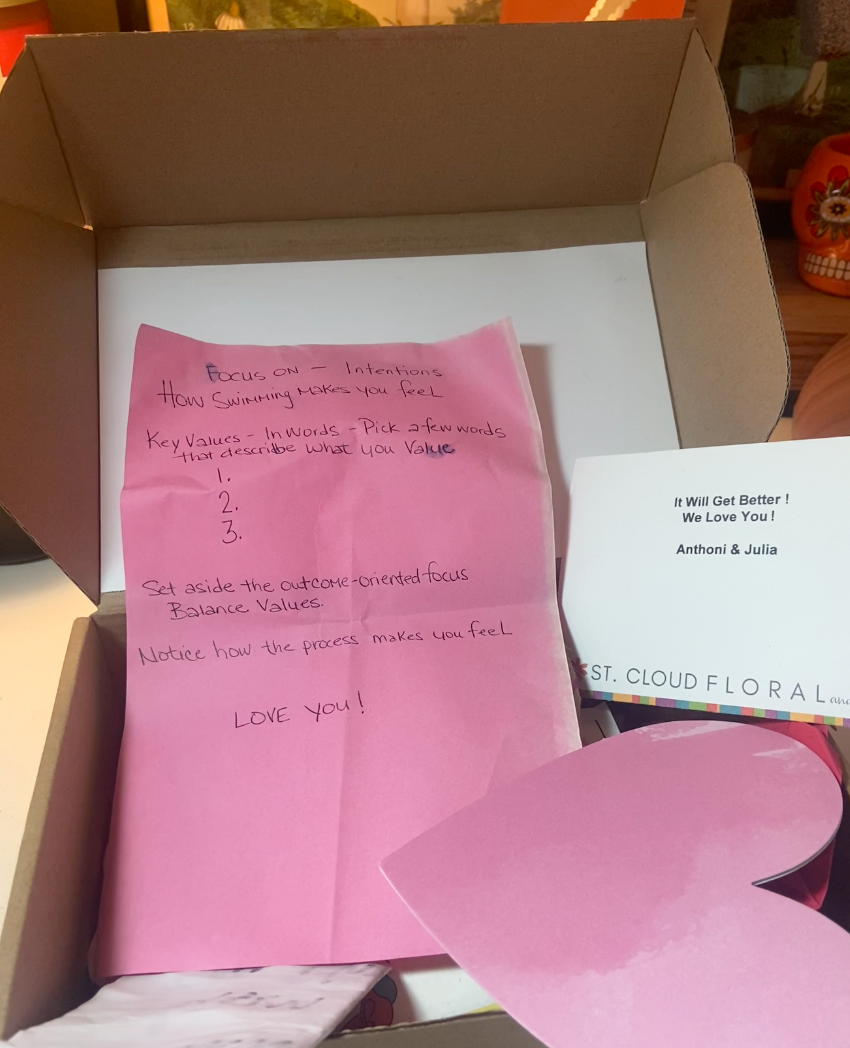 Focus on - Intentions
How Swimming makes you feel
Key Values - In Words - Pick a few words
that describe what you Value
1.
2.
3.
Set aside the outcome-oriented focus
Balance Values.
Notice how the process makes you feel
LOVE YOU!
It Will Get Better !
We Love You !
Anthoni & Julia
ST. CLOUD FLORAL and